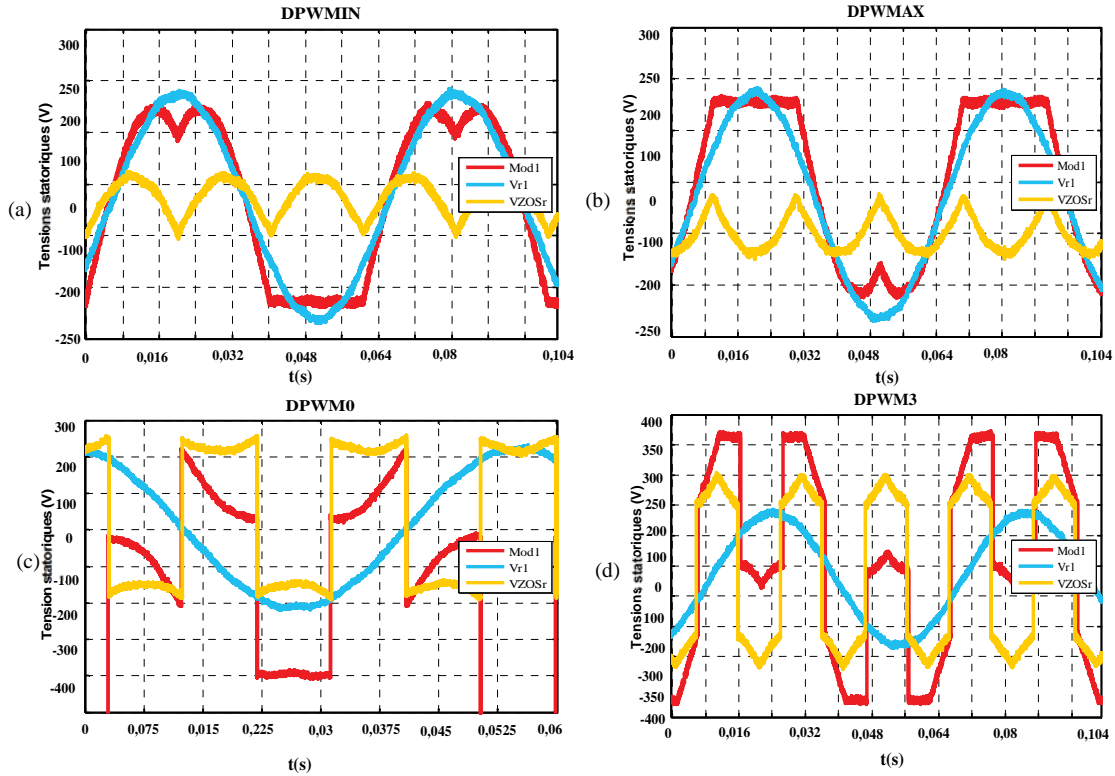 DPWMIN
300
250
200
100
0
-100
-200
-250
Tensions statoriques (V)
Mod1
Vr1
VZOSr
(a)
0
0,016
0,032
0,048
0,064
0,08
0,104
t(s)
DPWMAX
300
250
200
100
0
-100
-200
-250
Tensions statoriques (V)
Mod1
Vr1
VZOSr
(b)
0
0,016
0,032
0,048
0,064
0,08
0,104
t(s)
DPWM0
300
200
100
0
-100
-200
-300
-400
Tension statoriques (V)
Mod1
Vr1
VZOSr
(c)
0
0,075
0,015
0,225
0,03
0,075
0,045
0,0525
0,06
t(s)
DPWM3
400
350
300
250
200
100
0
-100
-200
-300
-350
-400
Tensions statoriques (V)
Mod1
Vr1
VZOSr
(d)
0
0,016
0,032
0,048
0,064
0,08
0,104
t(s)